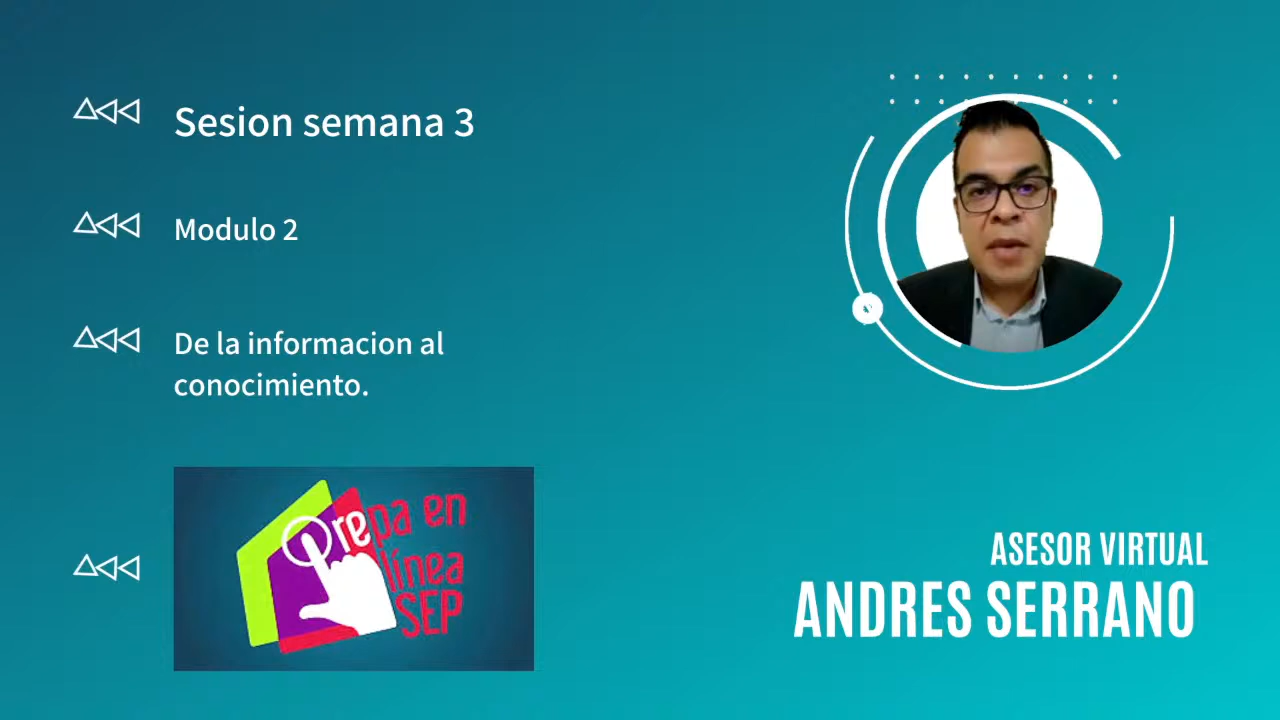 Sesion semana 3
Modulo 2
De la informacion al
conocimiento.
Prepa en
línea
SEP
ASESOR VIRTUAL
ANDRES SERRANO